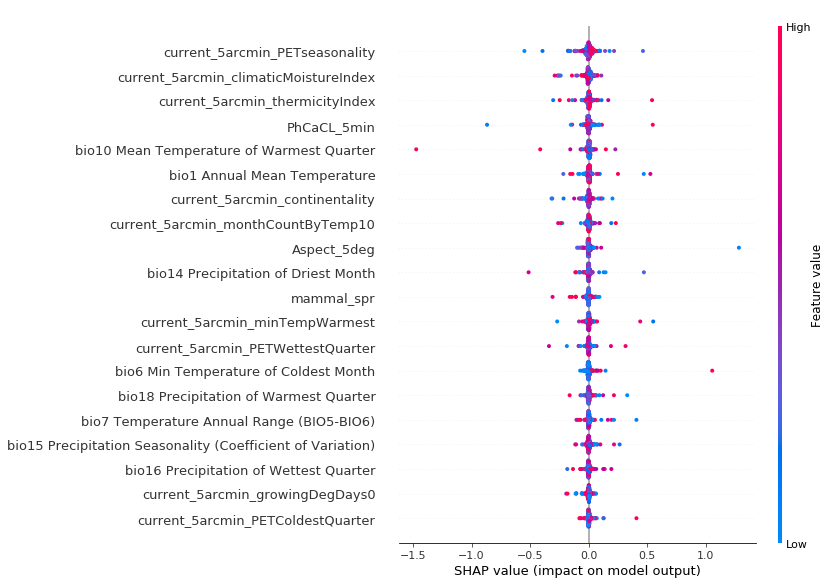 High
current_5arcmin_PETseasonality
current_5arcmin_climaticMoistureIndex
current_5arcmin_thermicityIndex
PhCaCL_5min
bio10 Mean Temperature of Warmest Quarter
bio1 Annual Mean Temperature
current_5arcmin_continentality
current_5arcmin_monthCountByTemp10
Aspect_5deg
bio14 Precipitation of Driest Month
mammal_spr
current_5arcmin_minTempWarmest
current_5arcmin_PETWettestQuarter
bio6 Min Temperature of Coldest Month
bio18 Precipitation of Warmest Quarter
bio7 Temperature Annual Range (BIO5-BIO6)
bio15 Precipitation Seasonality (Coefficient of Variation)
bio16 Precipitation of Wettest Quarter
current_5arcmin_growingDegDays0
current_5arcmin_PETColdestQuarter
Feature value
Low
−1.5 −1.0 −0.5 0.0 0.5 1.0
SHAP value (impact on model output)